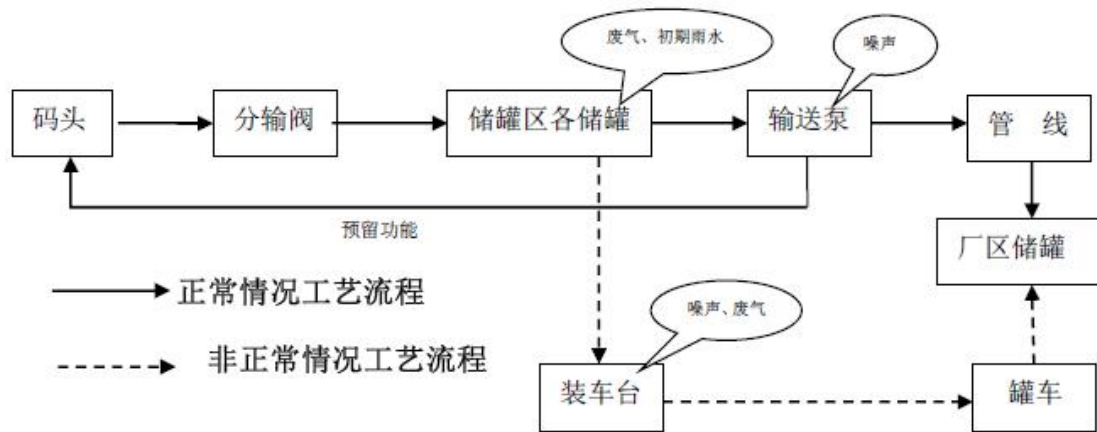 废气、初期雨水
噪声
码头
分输阀
储罐区各储罐
输送泵
管 线
预留功能
厂区储罐
正常情况工艺流程
噪声、废气
非正常情况工艺流程
装车台
罐车